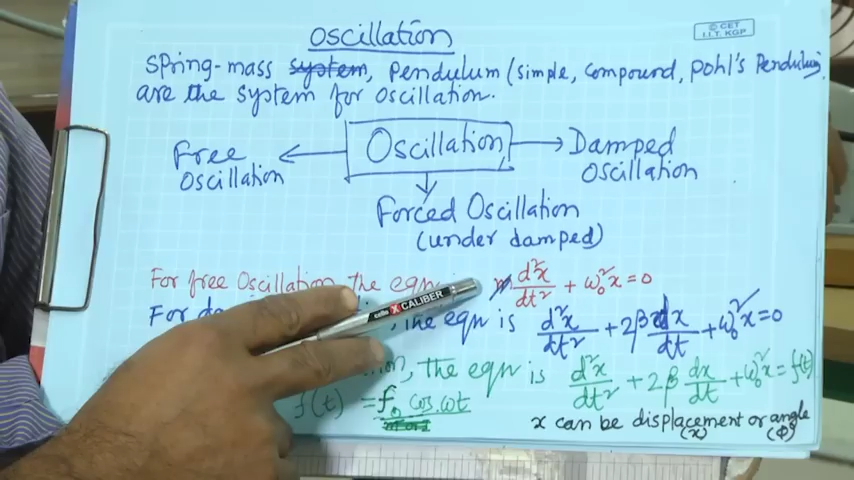 Oscillation
© CET
I.I.T. KGP
Spring-mass system, Pendulum (simple, compound, Pohl's Pendulum)
are the system for oscillation.
Oscillation
Free
Oscillation
Damped
Oscillation
Forced Oscillation
(under damped)
For free Oscillation the eqn d²x/dt² + ω₀²x = 0
For the eqn is d²x/dt² + 2β dx/dt + ω₀²x = 0
the eqn is d²x/dt² + 2β dx/dt + ω₀²x = f(t)
f(t) = f₀ cos ωt
x can be displacement or angle
(x) (φ)
cello X CALIBER